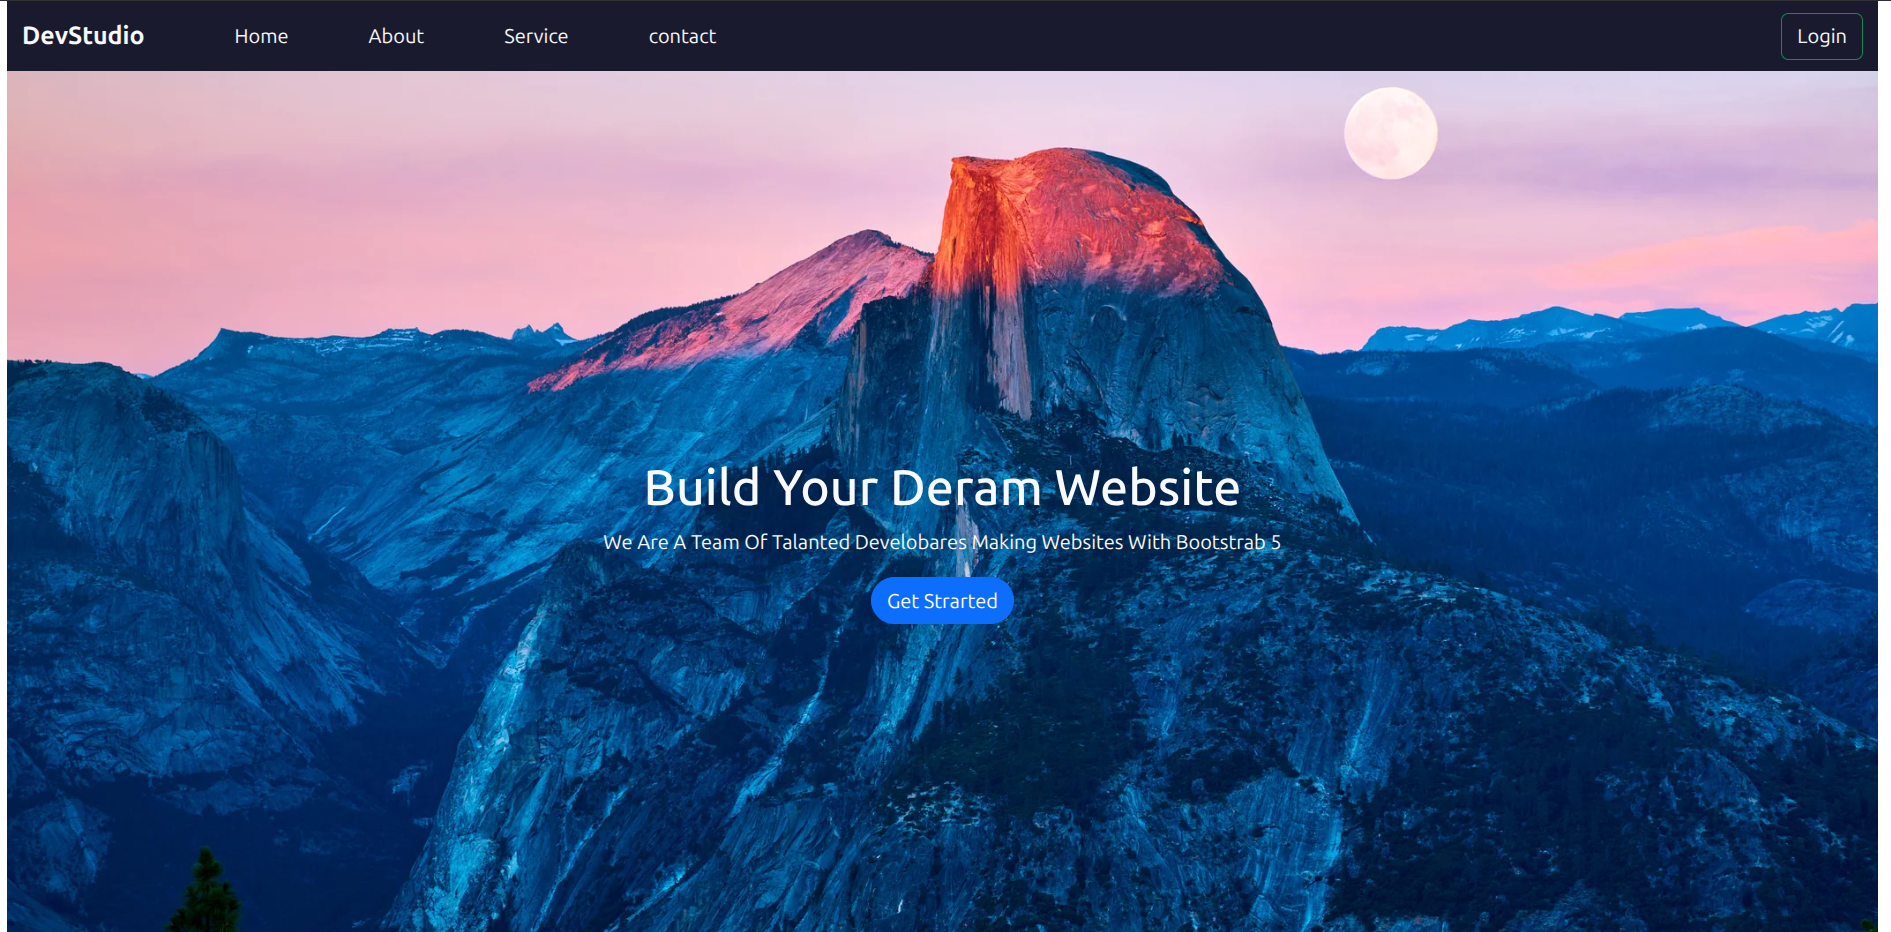 DevStudio Home About Service contact Login
Build Your Deram Website
We Are A Team Of Talanted Develobares Making Websites With Bootstrab 5
Get Strarted